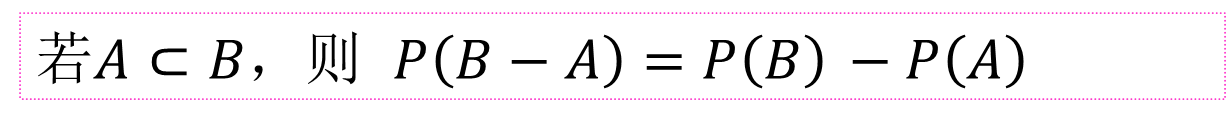 若A ⊂ B，则 P(B − A) = P(B) − P(A)